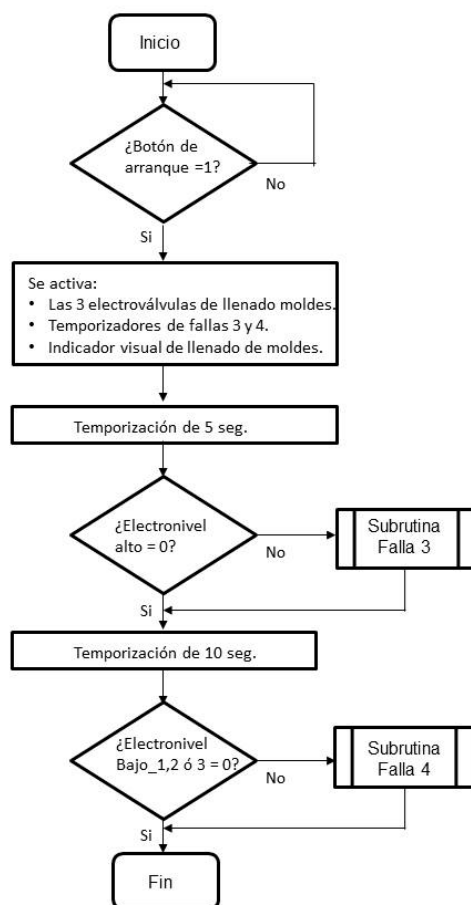 Inicio
¿Botón de
arranque =1?
No
Si
Se activa:
• Las 3 electroválvulas de llenado moldes.
• Temporizadores de fallas 3 y 4.
• Indicador visual de llenado de moldes.
Temporización de 5 seg.
¿Electronivel
alto = 0?
No
Subrutina
Falla 3
Si
Temporización de 10 seg.
¿Electronivel
Bajo_1,2 ó 3 = 0?
No
Subrutina
Falla 4
Si
Fin